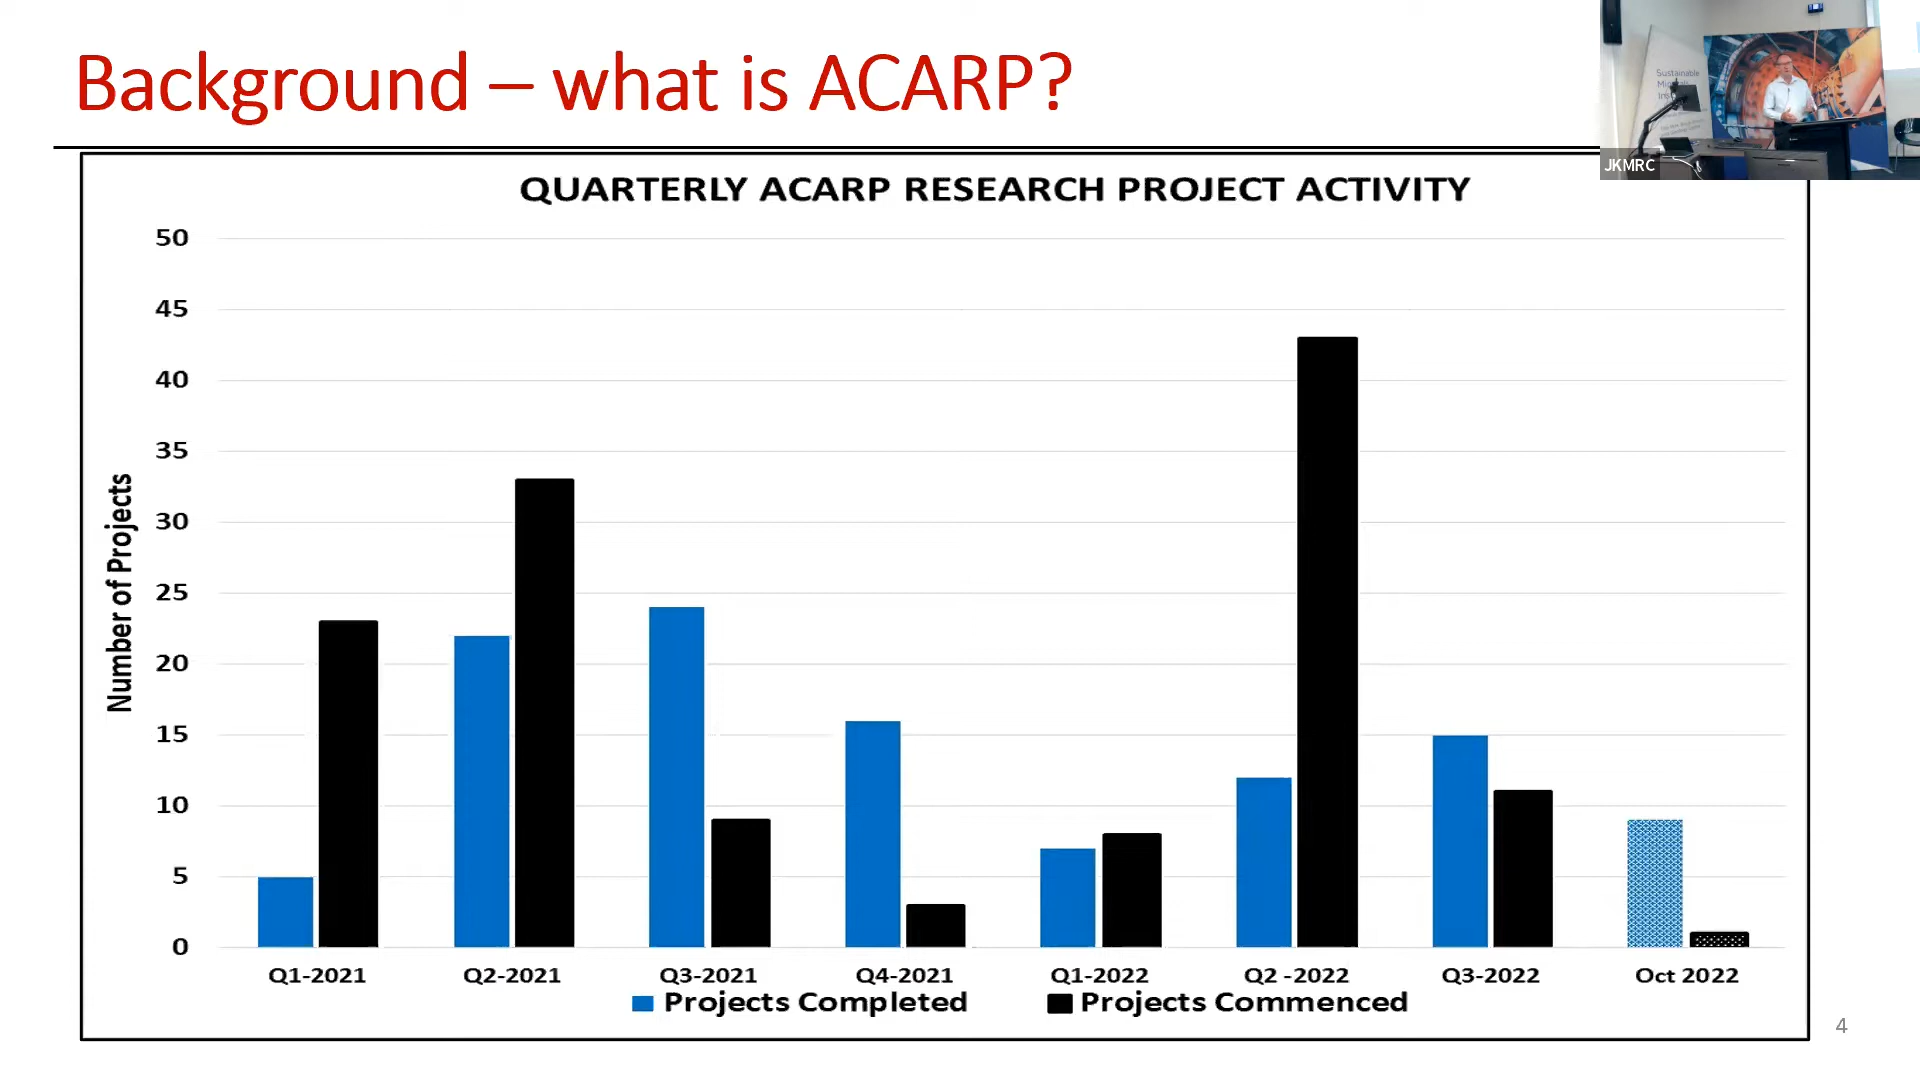 Background – what is ACARP?
Sustainable
JKMRC
QUARTERLY ACARP RESEARCH PROJECT ACTIVITY
Number of Projects
50
45
40
35
30
25
20
15
10
5
0
Q1-2021 Q2-2021 Q3-2021 Q4-2021 Q1-2022 Q2 -2022 Q3-2022 Oct 2022
Projects Completed Projects Commenced
4